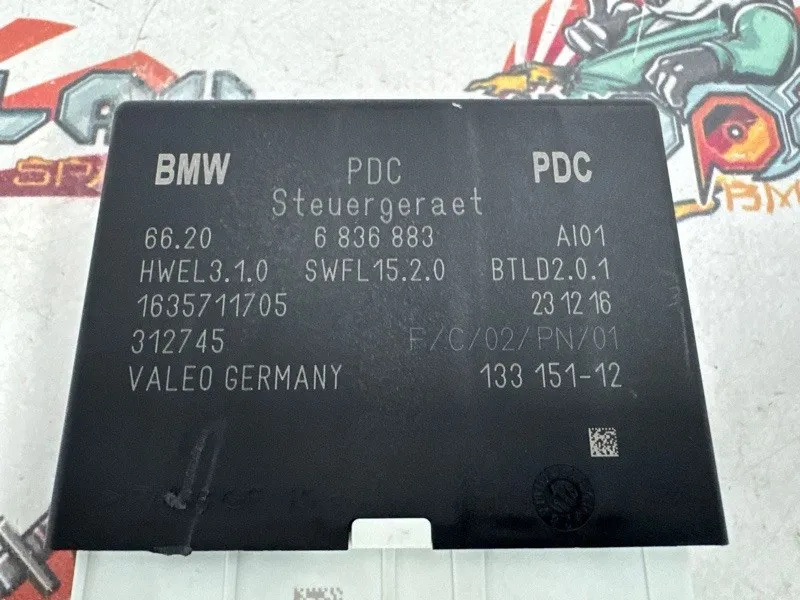 BMW PDC PDC
Steuergeraet
66.20 6 836 883 AI01
HWEL3.1.0 SWFL15.2.0 BTLD2.0.1
1635711705 23 12 16
312745 P/C/02/PN/01
VALEO GERMANY 133 151-12